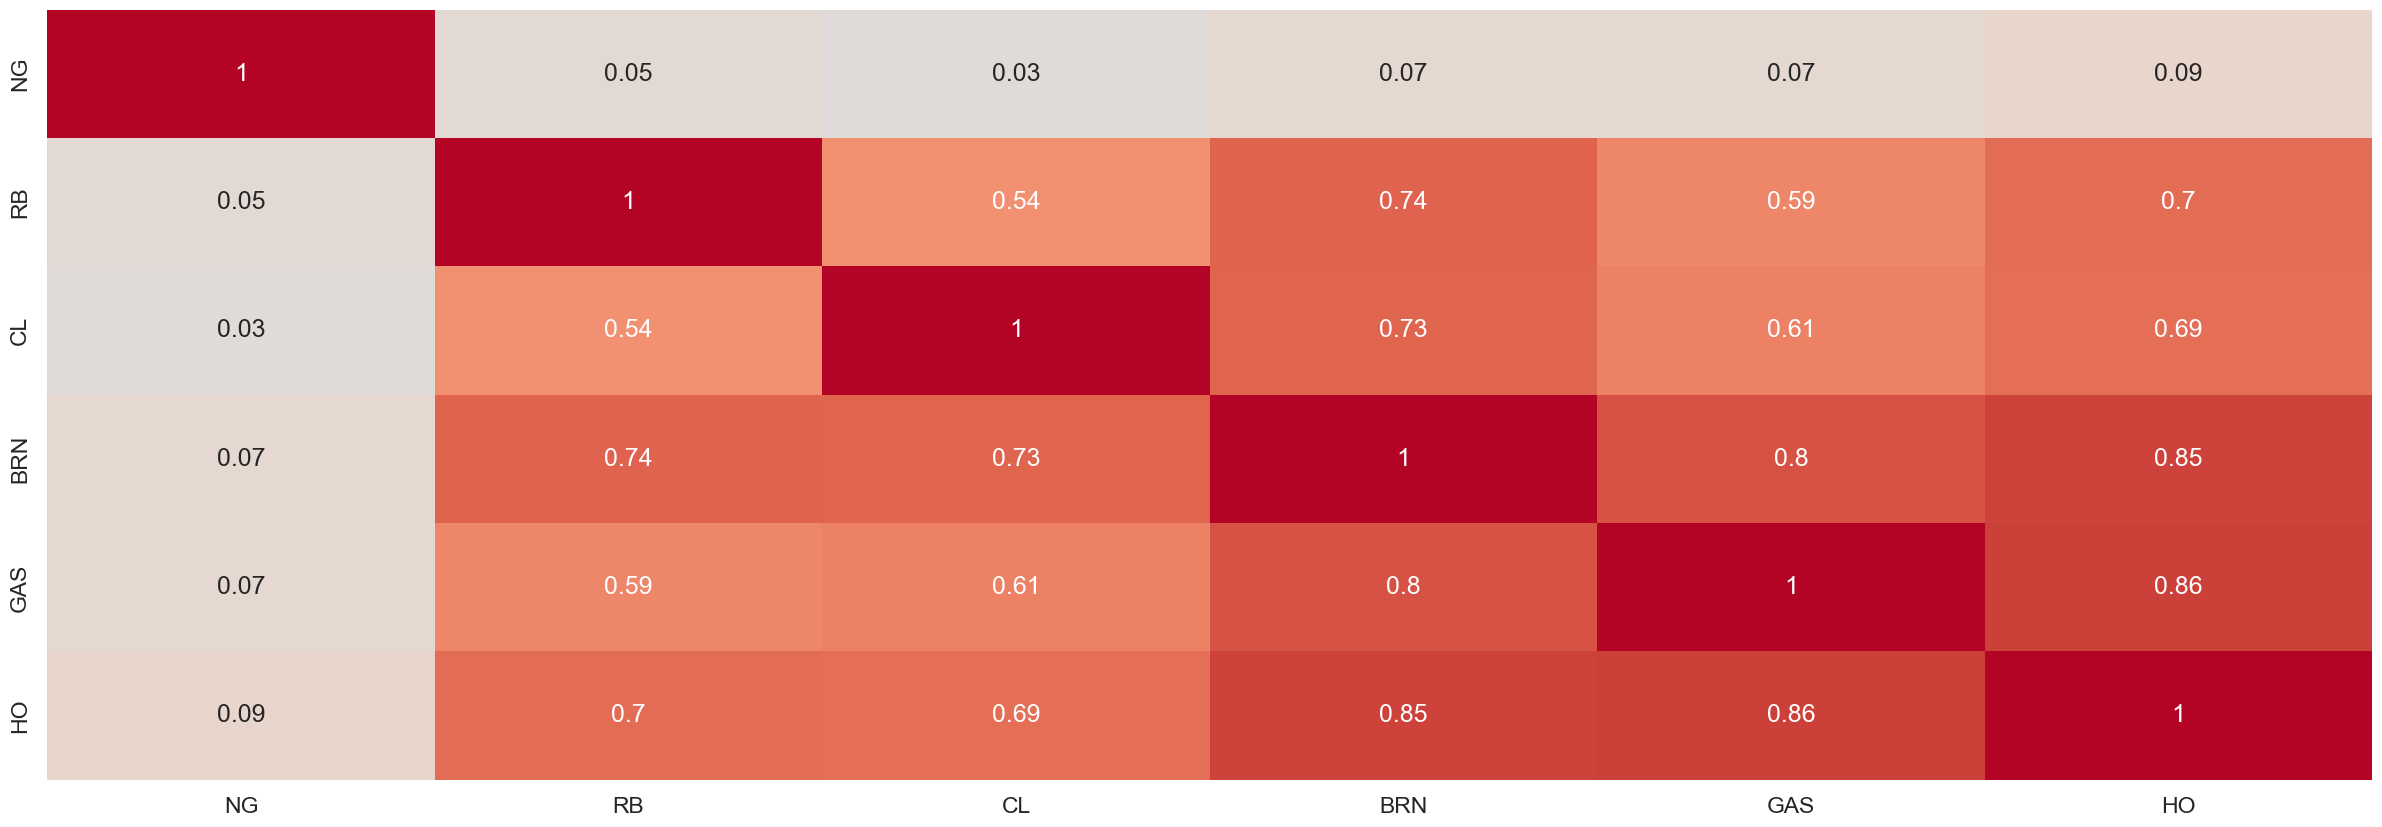 NG 1 0.05 0.03 0.07 0.07 0.09
RB 0.05 1 0.54 0.74 0.59 0.7
CL 0.03 0.54 1 0.73 0.61 0.69
BRN 0.07 0.74 0.73 1 0.8 0.85
GAS 0.07 0.59 0.61 0.8 1 0.86
HO 0.09 0.7 0.69 0.85 0.86 1
NG RB CL BRN GAS HO